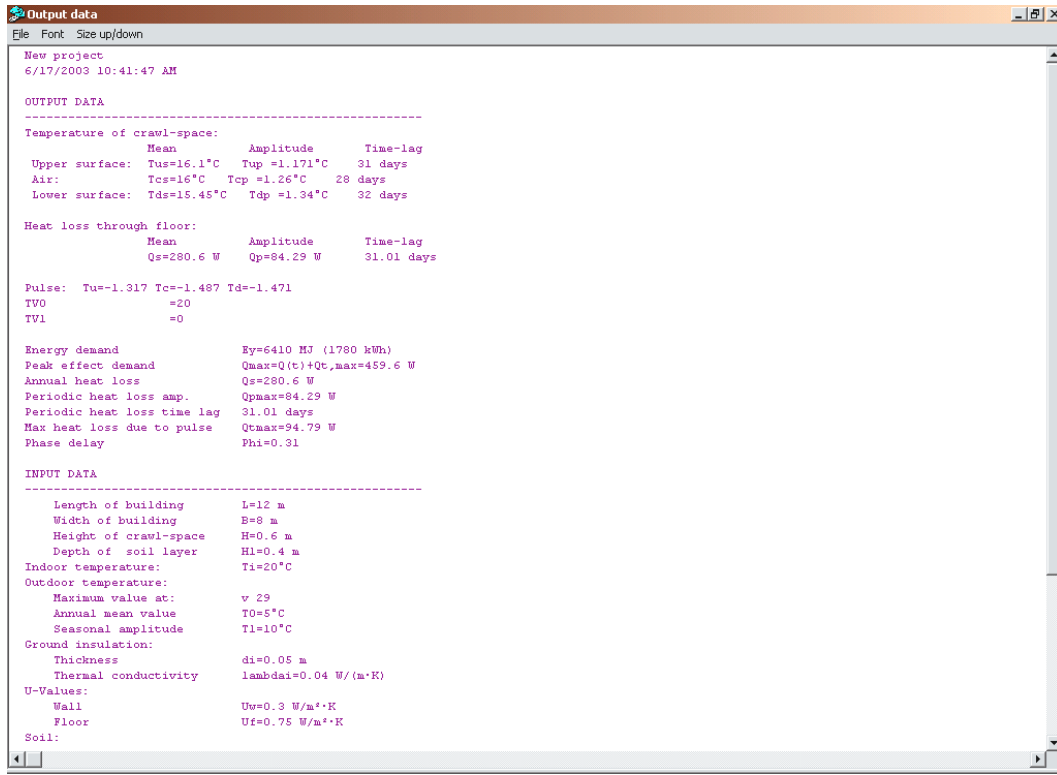 Output data
File Font Size up/down
New project
6/17/2003 10:41:47 AM
OUTPUT DATA
-------------------------------------------------------
Temperature of crawl-space:
Mean Amplitude Time-lag
Upper surface: Tus=16.1°C Tup =1.171°C 31 days
Air: Tcs=16°C Tcp =1.26°C 28 days
Lower surface: Tds=15.45°C Tdp =1.34°C 32 days
Heat loss through floor:
Mean Amplitude Time-lag
Qs=280.6 W Qp=84.29 W 31.01 days
Pulse: Tu=-1.317 Tc=-1.487 Td=-1.471
TV0 =20
TV1 =0
Energy demand Ey=6410 MJ (1780 kWh)
Peak effect demand Qmax=Q(t)+Qt,max=459.6 W
Annual heat loss Qs=280.6 W
Periodic heat loss amp. Qpmax=84.29 W
Periodic heat loss time lag 31.01 days
Max heat loss due to pulse Qtmax=94.79 W
Phase delay Phi=0.31
INPUT DATA
-------------------------------------------------------
Length of building L=12 m
Width of building B=8 m
Height of crawl-space H=0.6 m
Depth of soil layer Hl=0.4 m
Indoor temperature: Ti=20°C
Outdoor temperature:
Maximum value at: v 29
Annual mean value T0=5°C
Seasonal amplitude T1=10°C
Ground insulation:
Thickness di=0.05 m
Thermal conductivity lambdai=0.04 W/(m·K)
U-Values:
Wall Uw=0.3 W/m²·K
Floor Uf=0.75 W/m²·K
Soil: